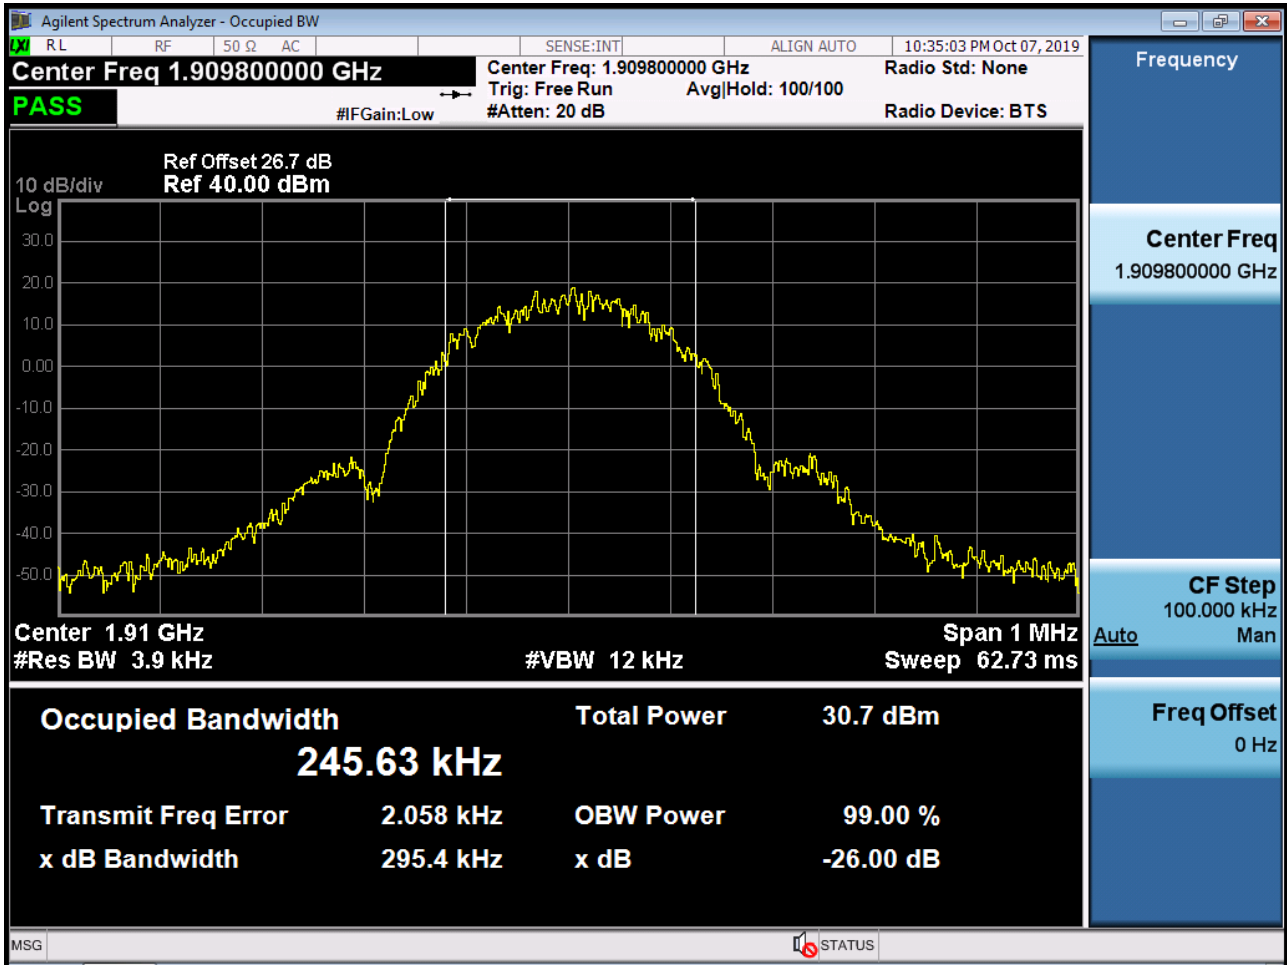 Agilent Spectrum Analyzer - Occupied BW
LXI RL RF 50 Ω AC SENSE:INT ALIGN AUTO 10:35:03 PM Oct 07, 2019
Center Freq 1.909800000 GHz
Center Freq: 1.909800000 GHz
Radio Std: None
Trig: Free Run Avg|Hold: 100/100
PASS
#IFGain:Low
#Atten: 20 dB
Radio Device: BTS
Ref Offset 26.7 dB
10 dB/div Ref 40.00 dBm
Log
30.0
20.0
10.0
0.00
-10.0
-20.0
-30.0
-40.0
-50.0
Center 1.91 GHz
Span 1 MHz
#Res BW 3.9 kHz
#VBW 12 kHz
Sweep 62.73 ms
Occupied Bandwidth
Total Power 30.7 dBm
245.63 kHz
Transmit Freq Error 2.058 kHz
OBW Power 99.00 %
x dB Bandwidth 295.4 kHz
x dB -26.00 dB
MSG
STATUS
Frequency
Center Freq
1.909800000 GHz
CF Step
100.000 kHz
Auto Man
Freq Offset
0 Hz